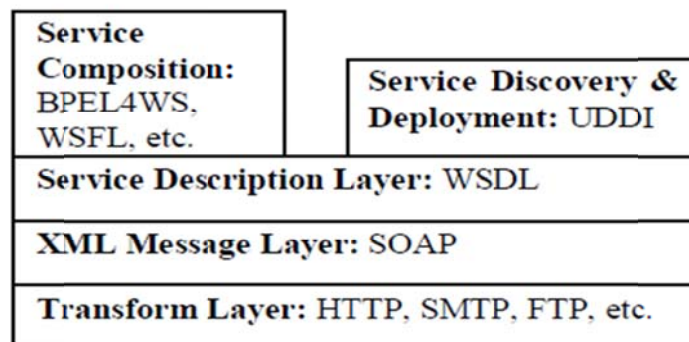 Service
Composition:
BPEL4WS,
WSFL, etc.
Service Discovery &
Deployment: UDDI
Service Description Layer: WSDL
XML Message Layer: SOAP
Transform Layer: HTTP, SMTP, FTP, etc.